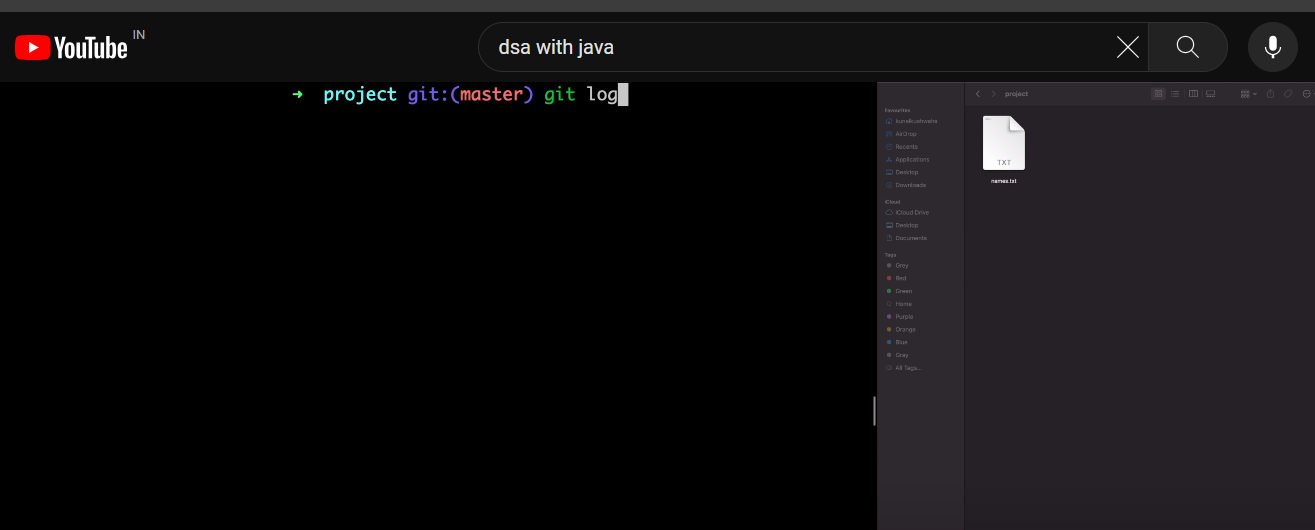 YouTube IN
dsa with java
➜ project git:(master) git log
project
Favourites
kunalkushwaha
AirDrop
Recents
Applications
Desktop
Downloads
iCloud
iCloud Drive
Desktop
Documents
Tags
Grey
Red
Green
Home
Purple
Orange
Blue
Gray
All Tags...
TXT
names.txt